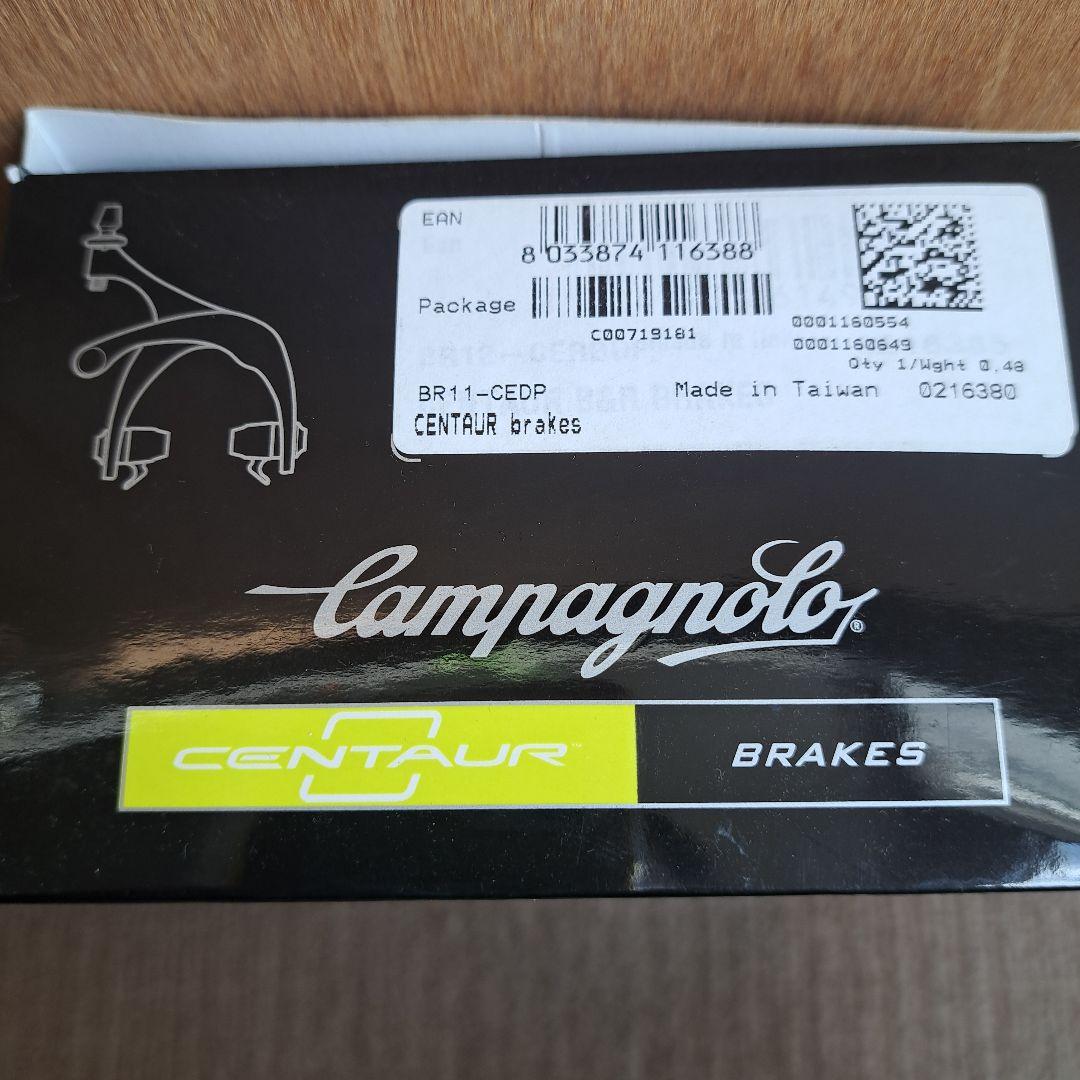 EAN
8 033874 116388
Package
C00719181
0001160554
0001160649
Qty 1/Wght 0.48
BR11-CEDP
Made in Taiwan 0216380
CENTAUR brakes
Campagnolo®
CENTAUR™
BRAKES